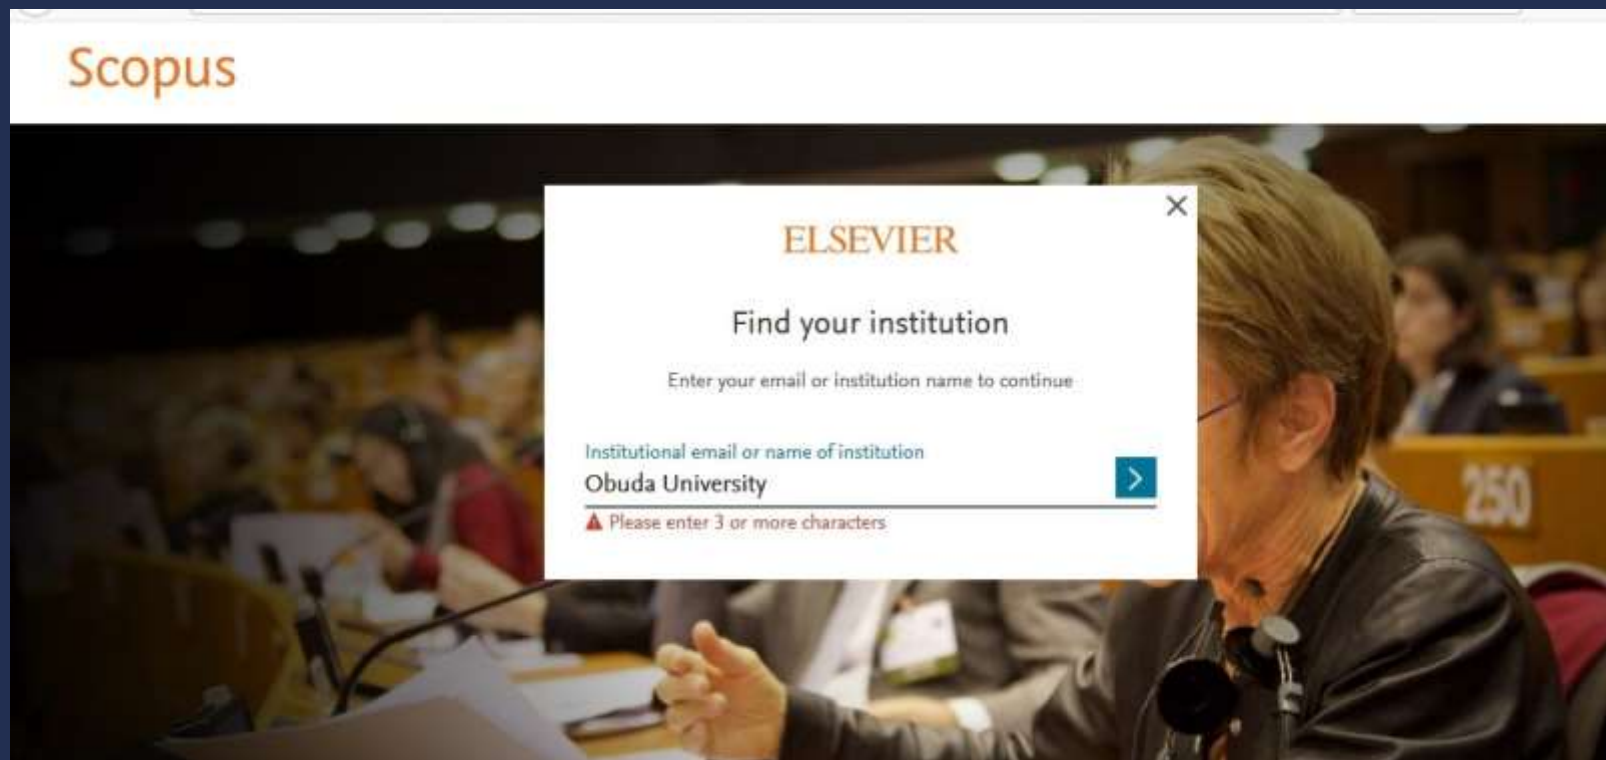 Scopus
ELSEVIER
Find your institution
Enter your email or institution name to continue
Institutional email or name of institution
Obuda University
Please enter 3 or more characters
250